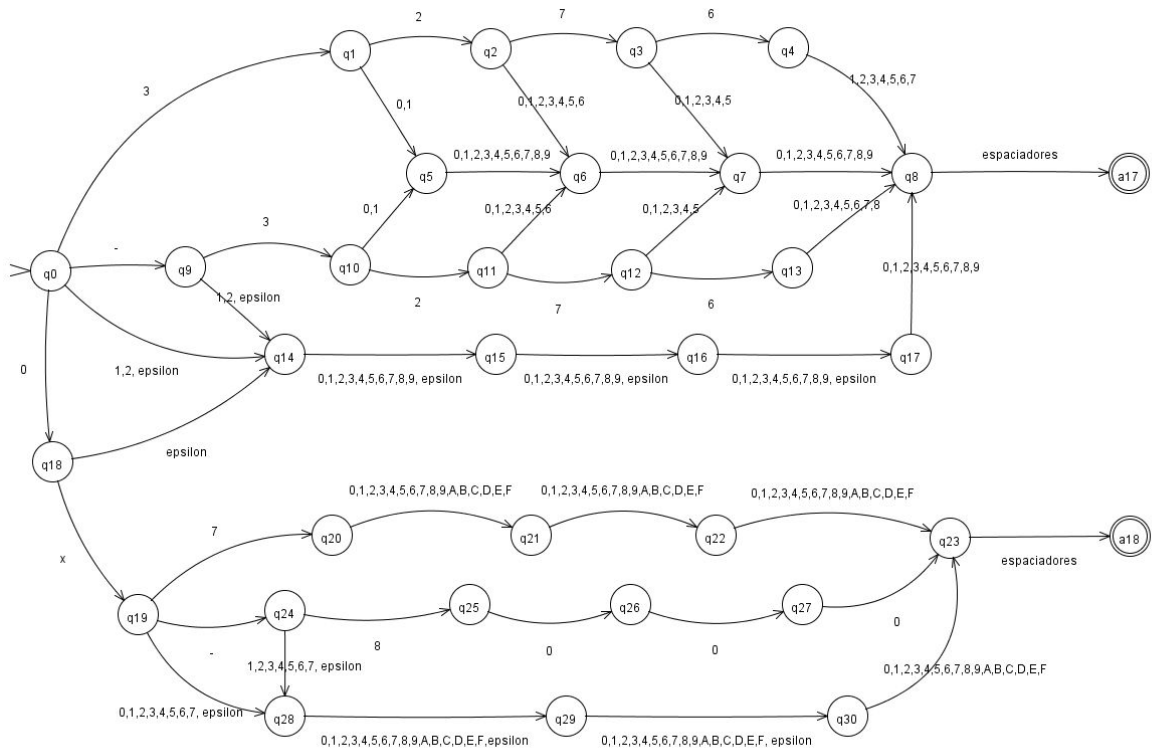 2
7
6
q1
q2
q3
q4
3
1,2,3,4,5,6,7
0,1
0,1,2,3,4,5,6
0,1,2,3,4,5
0,1,2,3,4,5,6,7,8,9
0,1,2,3,4,5,6,7,8,9
0,1,2,3,4,5,6,7,8,9
espaciadores
q5
q6
q7
q8
a17
0,1
0,1,2,3,4,5,6
0,1,2,3,4,5
0,1,2,3,4,5,6,7,8
-
3
q0
q9
q10
q11
q12
q13
0,1,2,3,4,5,6,7,8,9
1,2, epsilon
2
7
6
q14
q15
q16
q17
0
1,2, epsilon
0,1,2,3,4,5,6,7,8,9, epsilon
0,1,2,3,4,5,6,7,8,9, epsilon
0,1,2,3,4,5,6,7,8,9, epsilon
q18
epsilon
0,1,2,3,4,5,6,7,8,9,A,B,C,D,E,F
0,1,2,3,4,5,6,7,8,9,A,B,C,D,E,F
0,1,2,3,4,5,6,7,8,9,A,B,C,D,E,F
7
q20
q21
q22
q23
a18
x
espaciadores
q19
q24
q25
q26
q27
-
8
0
0
0
1,2,3,4,5,6,7, epsilon
0,1,2,3,4,5,6,7,8,9,A,B,C,D,E,F
0,1,2,3,4,5,6,7, epsilon
q28
q29
q30
0,1,2,3,4,5,6,7,8,9,A,B,C,D,E,F,epsilon
0,1,2,3,4,5,6,7,8,9,A,B,C,D,E,F, epsilon